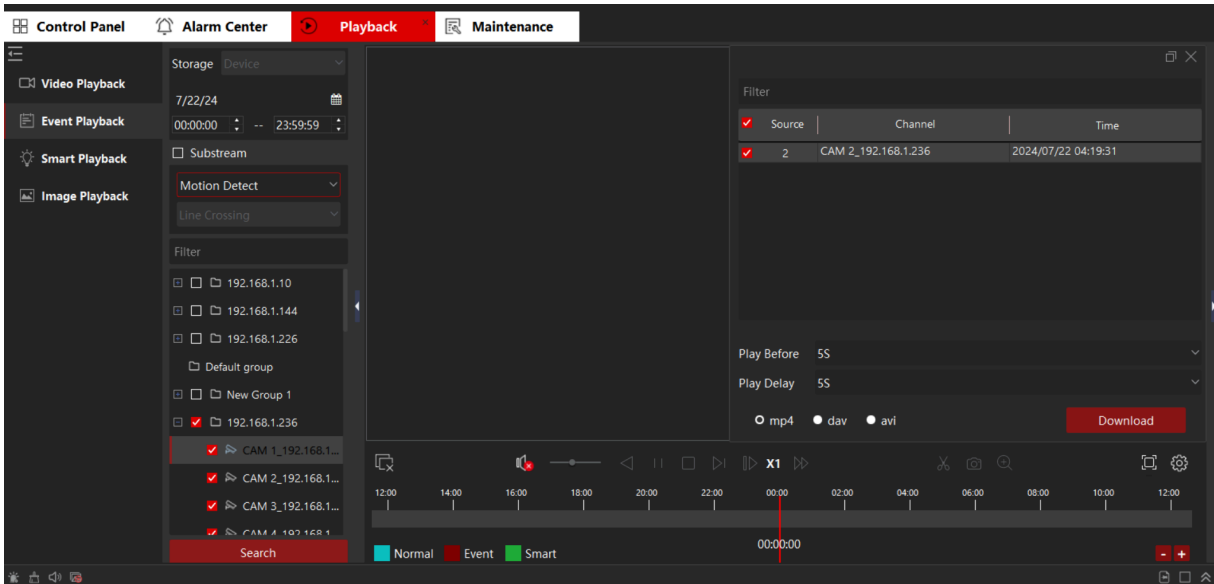 Control Panel
Alarm Center
Playback
Maintenance
Video Playback
Event Playback
Smart Playback
Image Playback
Storage Device
7/22/24
00:00:00 -- 23:59:59
Substream
Motion Detect
Line Crossing
Filter
192.168.1.10
192.168.1.144
192.168.1.226
Default group
New Group 1
192.168.1.236
CAM 1_192.168.1...
CAM 2_192.168.1...
CAM 3_192.168.1...
CAM 4_192.168.1...
Search
Filter
Source Channel Time
2 CAM 2_192.168.1.236 2024/07/22 04:19:31
Play Before 5S
Play Delay 5S
mp4 dav avi
Download
X1
12:00 14:00 16:00 18:00 20:00 22:00 00:00 02:00 04:00 06:00 08:00 10:00 12:00
00:00:00
Normal Event Smart
- +